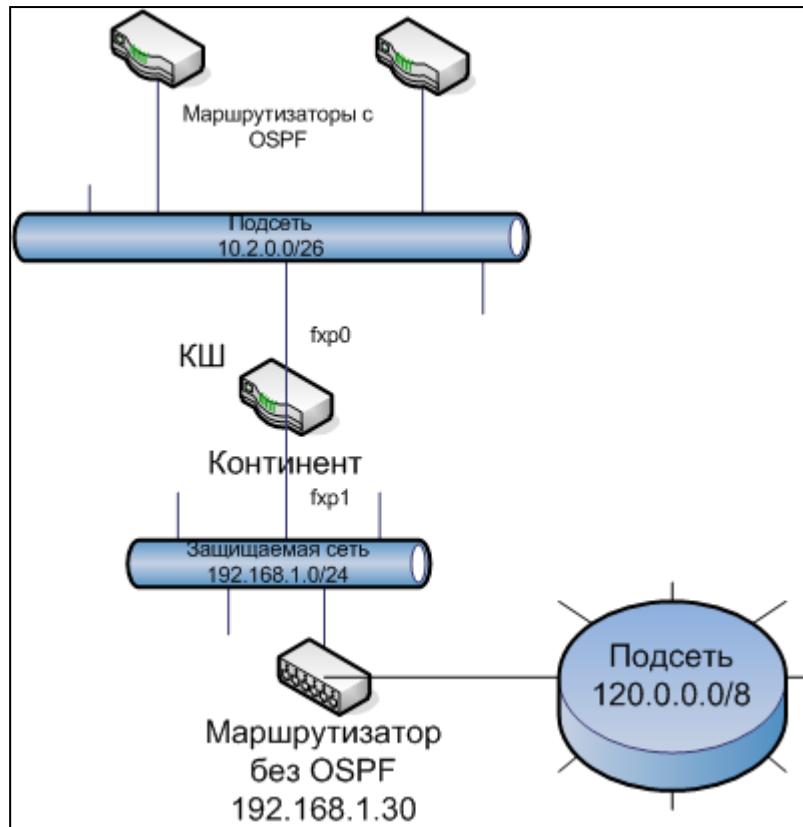 Маршрутизаторы с
OSPF
Подсеть
10.2.0.0/26
fxp0
КШ
Континент
fxp1
Защищаемая сеть
192.168.1.0/24
Подсеть
120.0.0.0/8
Маршрутизатор
без OSPF
192.168.1.30